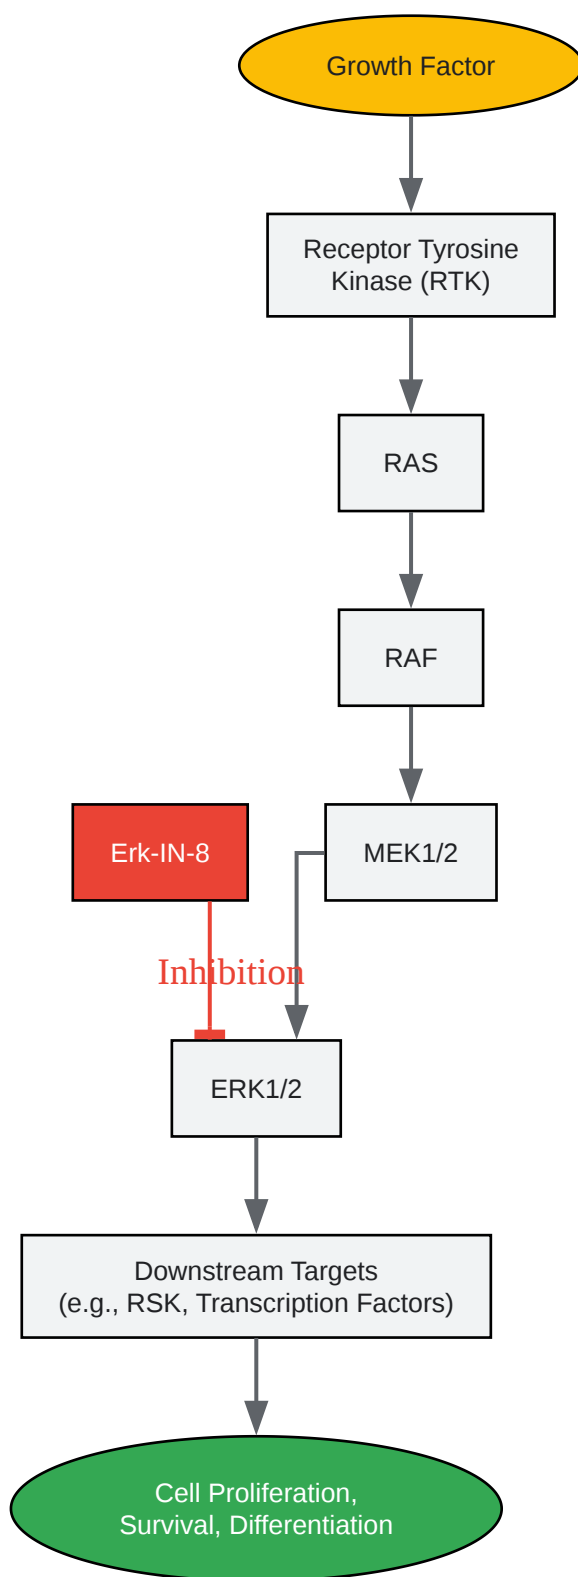 Growth Factor
Receptor Tyrosine
Kinase (RTK)
RAS
RAF
Erk-IN-8
MEK1/2
Inhibition
ERK1/2
Downstream Targets
(e.g., RSK, Transcription Factors)
Cell Proliferation,
Survival, Differentiation